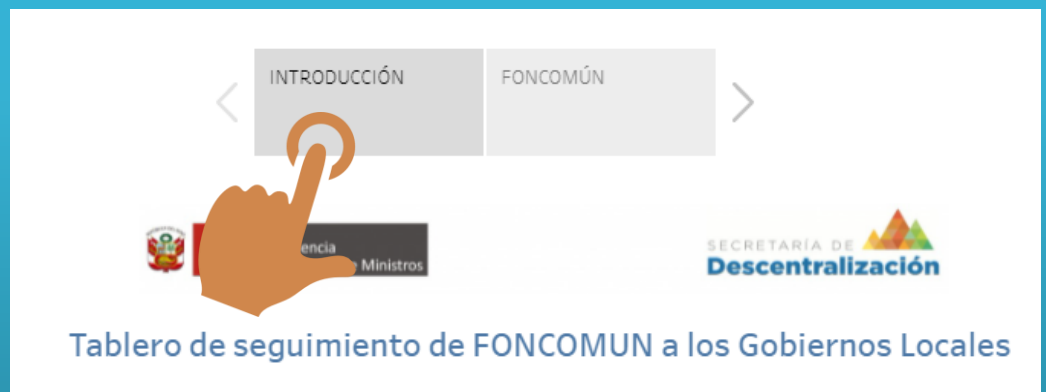 INTRODUCCIÓN
FONCOMÚN
encia
Ministros
SECRETARÍA DE
Descentralización
Tablero de seguimiento de FONCOMUN a los Gobiernos Locales